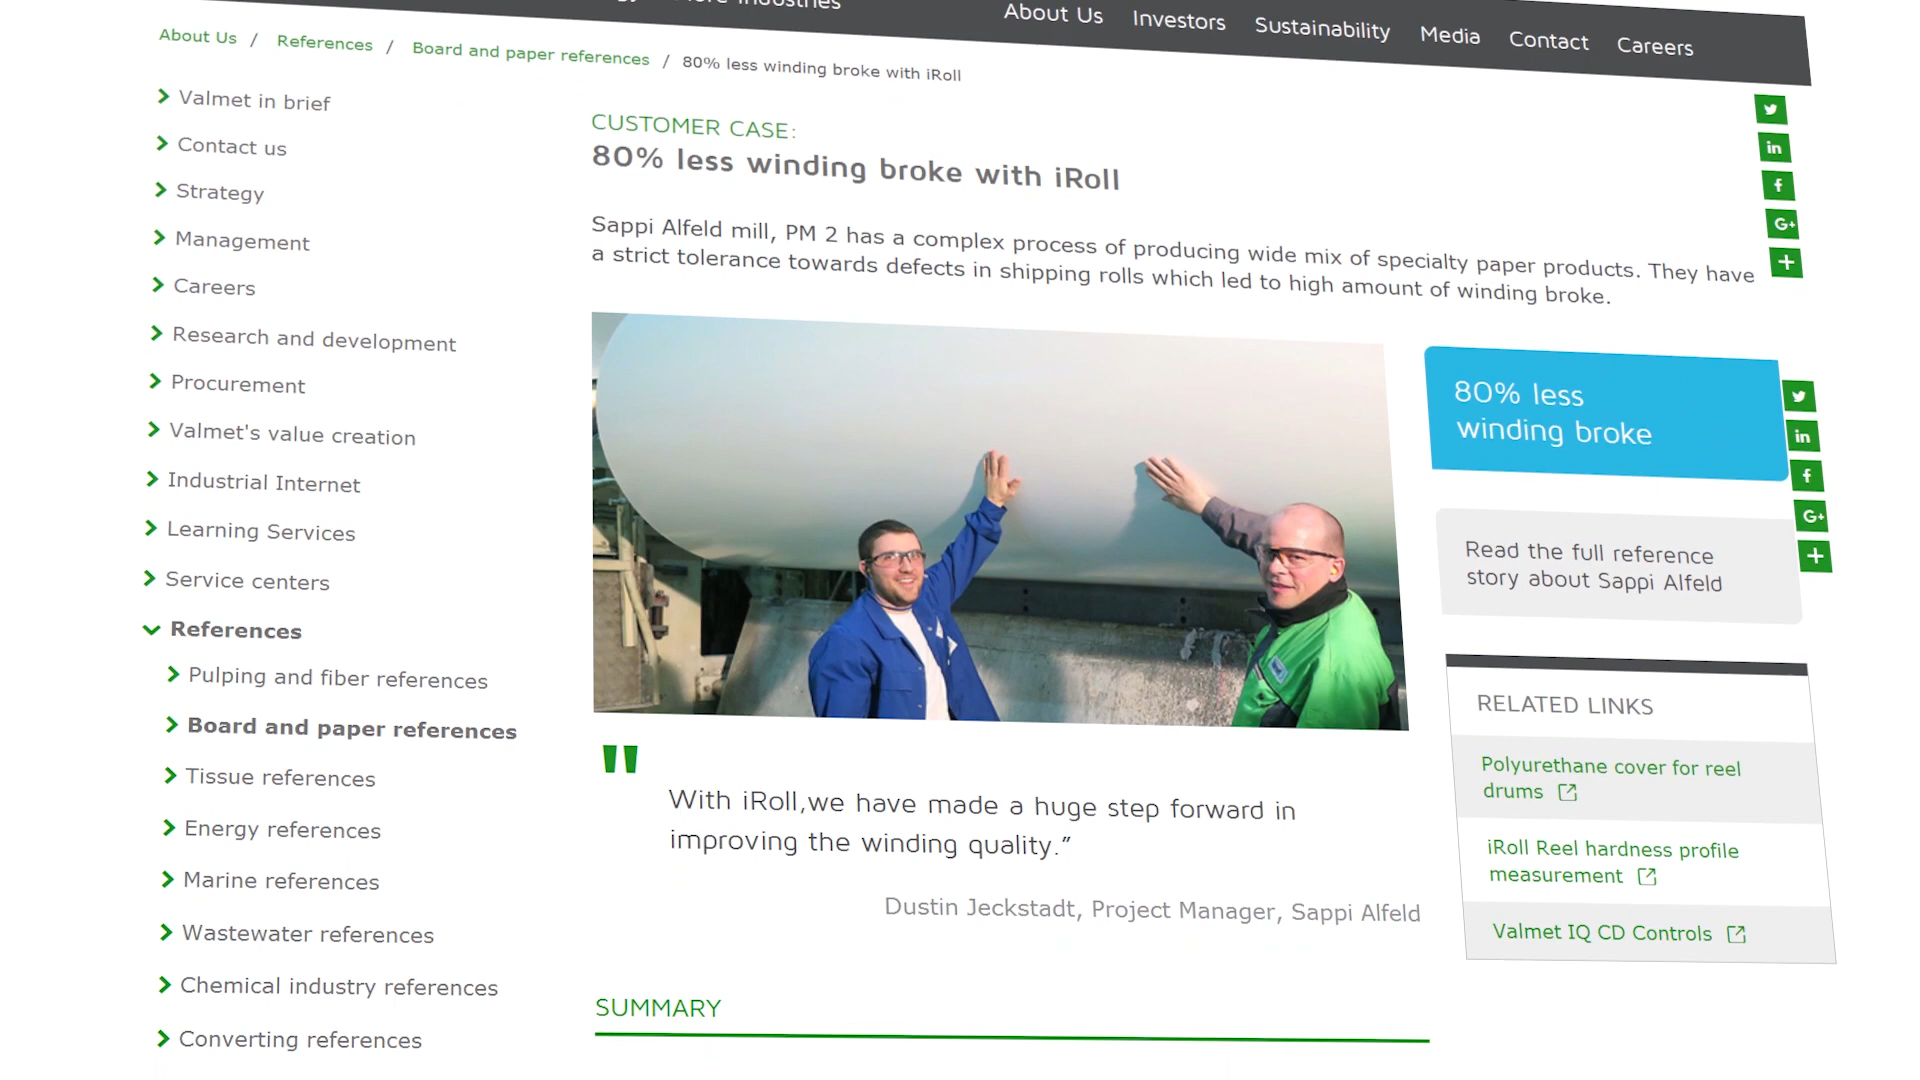 About Us
Investors
Sustainability
Media
Contact
Careers
About Us / References / Board and paper references / 80% less winding broke with iRoll
Valmet in brief
Contact us
Strategy
Management
Careers
Research and development
Procurement
Valmet's value creation
Industrial Internet
Learning Services
Service centers
References
Pulping and fiber references
Board and paper references
Tissue references
Energy references
Marine references
Wastewater references
Chemical industry references
Converting references
CUSTOMER CASE:
80% less winding broke with iRoll
Sappi Alfeld mill, PM 2 has a complex process of producing wide mix of specialty paper products. They have
a strict tolerance towards defects in shipping rolls which led to high amount of winding broke.
"
With iRoll,we have made a huge step forward in
improving the winding quality.”
Dustin Jeckstadt, Project Manager, Sappi Alfeld
SUMMARY
80% less
winding broke
Read the full reference
story about Sappi Alfeld
RELATED LINKS
Polyurethane cover for reel
drums
iRoll Reel hardness profile
measurement
Valmet IQ CD Controls
in
f
G+
in
f
G+